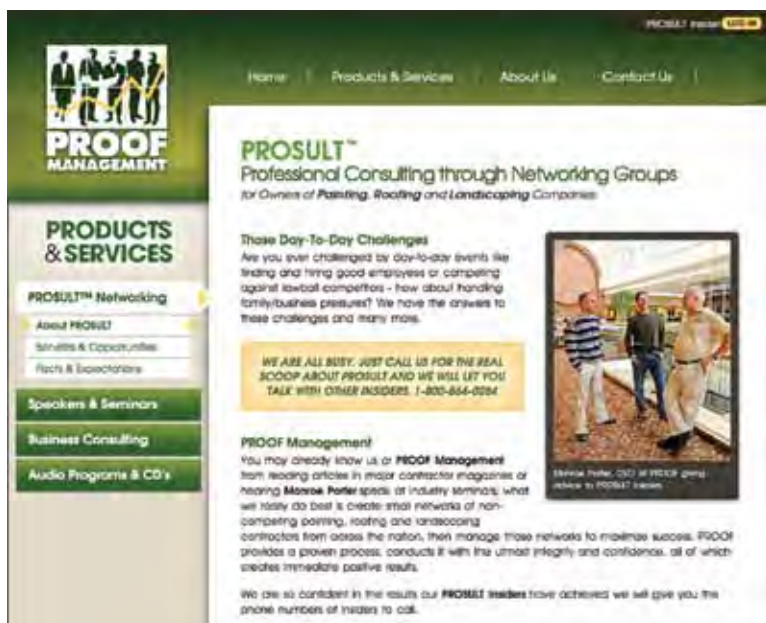 PROSULT Insider LOG IN
PROOF
MANAGEMENT
Home | Products & Services | About Us | Contact Us |
PROSULT™
Professional Consulting through Networking Groups
for Owners of Painting, Roofing and Landscaping Companies
PRODUCTS
& SERVICES
PROSULT™ Networking
About PROSULT
Benefits & Opportunities
Facts & Expectations
Speakers & Seminars
Business Consulting
Audio Programs & CD's
Those Day-To-Day Challenges
Are you ever challenged by day-to-day events like
finding and hiring good employees or competing
against lowball competitors - how about handling
family/business pressures? We have the answers to
these challenges and many more.
WE ARE ALL BUSY. JUST CALL US FOR THE REAL
SCOOP ABOUT PROSULT AND WE WILL LET YOU
TALK WITH OTHER INSIDERS. 1-800-864-0284
Monroe Porter, CEO of PROOF giving
advice to PROSULT Insiders
PROOF Management
You may already know us at PROOF Management
from reading articles in major contractor magazines or
hearing Monroe Porter speak at industry seminars; what
we really do best is create small networks of non-
competing painting, roofing and landscaping
contractors from across the nation, then manage those networks to maximize success. PROOF
provides a proven process, conducts it with the utmost integrity and confidence, all of which
creates immediate positive results.
We are so confident in the results our PROSULT Insiders have achieved we will give you the
phone numbers of Insiders to call.